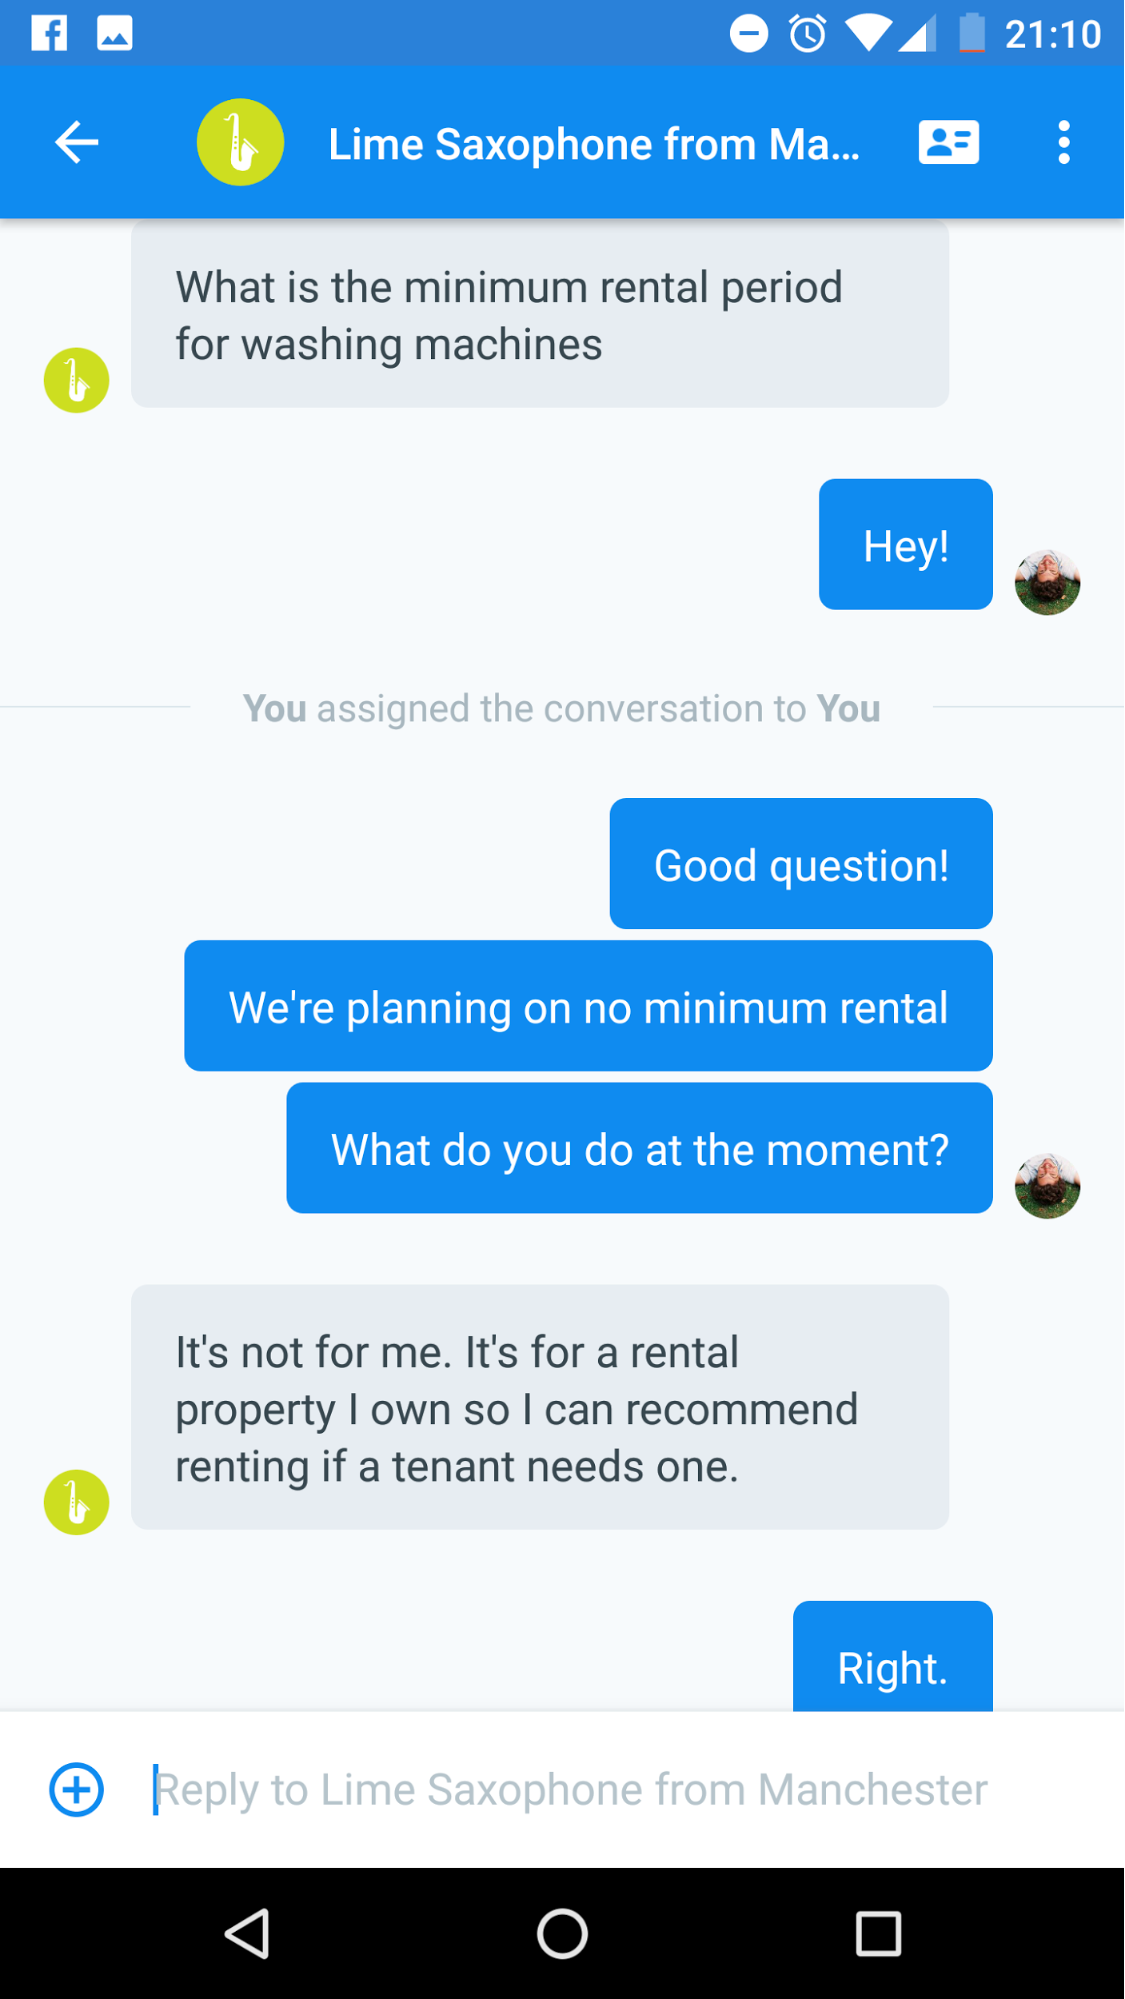 21:10
Lime Saxophone from Ma...
What is the minimum rental period
for washing machines
Hey!
You assigned the conversation to You
Good question!
We're planning on no minimum rental
What do you do at the moment?
It's not for me. It's for a rental
property I own so I can recommend
renting if a tenant needs one.
Right.
Reply to Lime Saxophone from Manchester